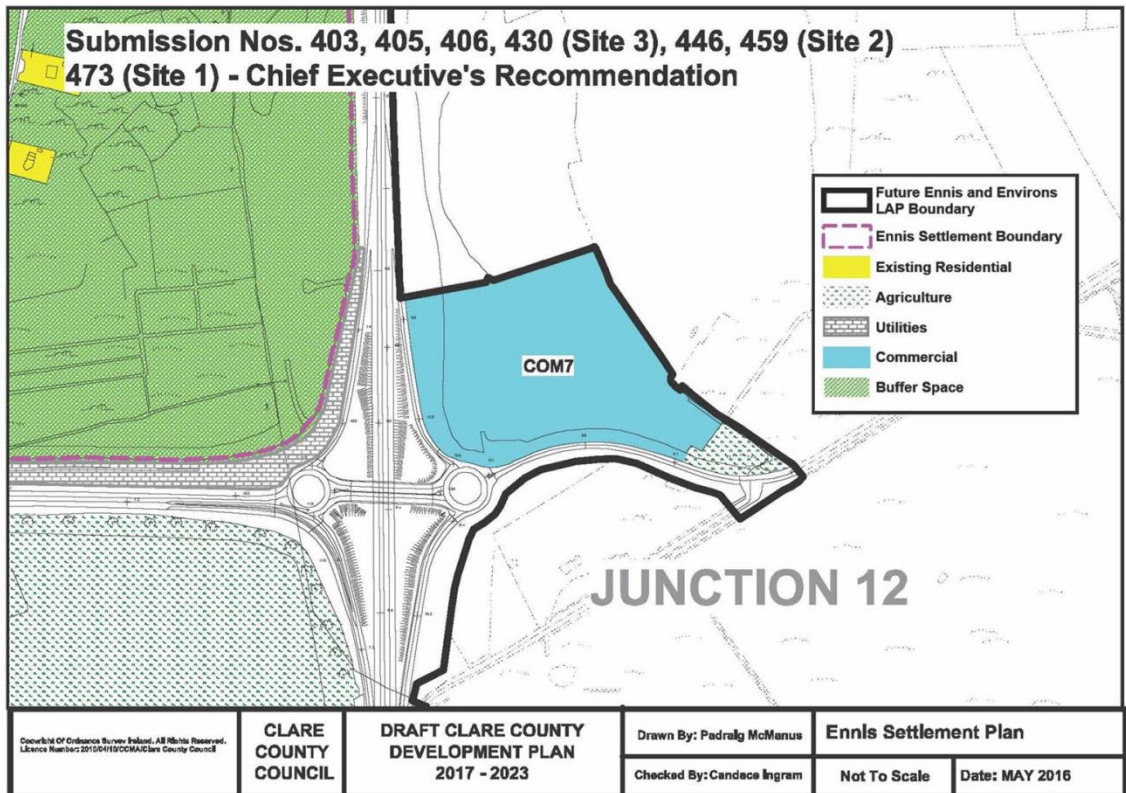 Submission Nos. 403, 405, 406, 430 (Site 3), 446, 459 (Site 2)
473 (Site 1) - Chief Executive's Recommendation
Future Ennis and Environs
LAP Boundary
Ennis Settlement Boundary
Existing Residential
Agriculture
Utilities
Commercial
Buffer Space
COM7
JUNCTION 12
Copyright Of Ordnance Survey Ireland. All Rights Reserved.
Licence Number: 2016/04/10/CCMA/Clare County Council
CLARE
COUNTY
COUNCIL
DRAFT CLARE COUNTY
DEVELOPMENT PLAN
2017 - 2023
Drawn By: Padraig McManus
Checked By: Candace Ingram
Ennis Settlement Plan
Not To Scale
Date: MAY 2016